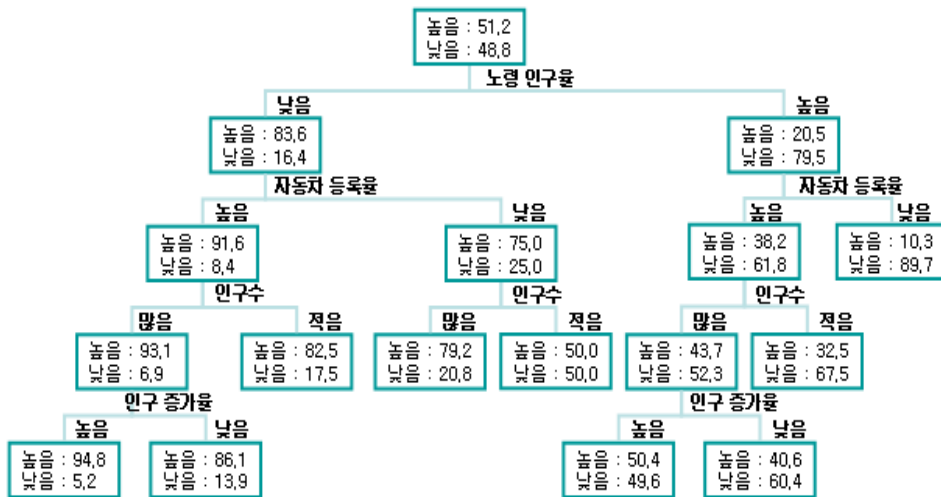 높음 : 51,2
낮음 : 48,8
노령 인구율
낮음
높음
높음 : 83,6
낮음 : 16,4
높음 : 20,5
낮음 : 79,5
자동차 등록율
자동차 등록율
높음
낮음
높음
낮음
높음 : 91,6
낮음 : 8,4
높음 : 75,0
낮음 : 25,0
높음 : 38,2
낮음 : 61,8
높음 : 10,3
낮음 : 89,7
인구수
인구수
인구수
많음
적음
많음
적음
많음
적음
높음 : 93,1
낮음 : 6,9
높음 : 82,5
낮음 : 17,5
높음 : 79,2
낮음 : 20,8
높음 : 50,0
낮음 : 50,0
높음 : 43,7
낮음 : 52,3
높음 : 32,5
낮음 : 67,5
인구 증가율
인구 증가율
높음
낮음
높음
낮음
높음 : 94,8
낮음 : 5,2
높음 : 86,1
낮음 : 13,9
높음 : 50,4
낮음 : 49,6
높음 : 40,6
낮음 : 60,4